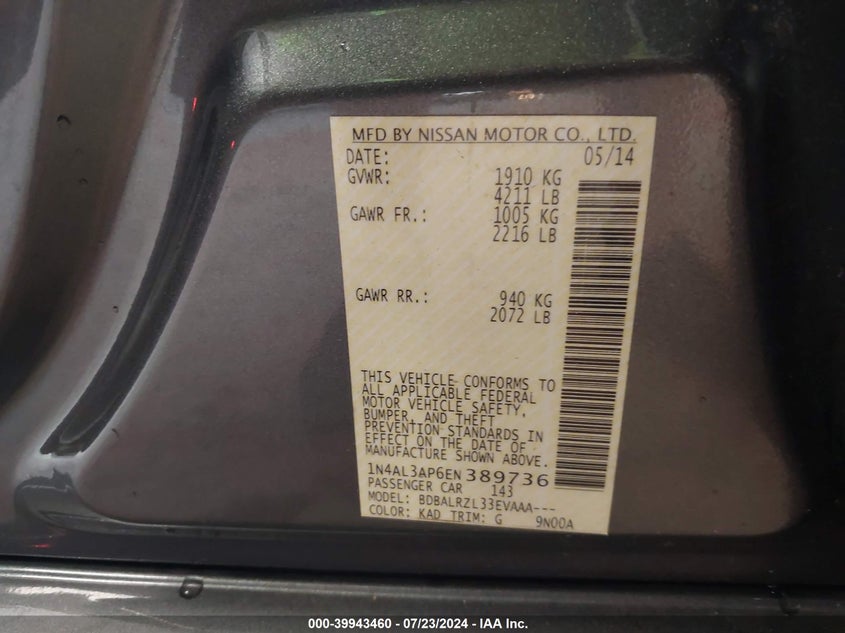 MFD BY NISSAN MOTOR CO., LTD.
DATE: 05/14
GVWR: 1910 KG
4211 LB
GAWR FR.: 1005 KG
2216 LB
GAWR RR.: 940 KG
2072 LB
THIS VEHICLE CONFORMS TO
ALL APPLICABLE FEDERAL
MOTOR VEHICLE SAFETY,
BUMPER, AND THEFT
PREVENTION STANDARDS IN
EFFECT ON THE DATE OF
MANUFACTURE SHOWN ABOVE.
1N4AL3AP6EN389736
PASSENGER CAR 143
MODEL: BDBALRZL33EVAAA---
COLOR: KAD TRIM: G 9N00A
000-39943460 - 07/23/2024 - IAA Inc.